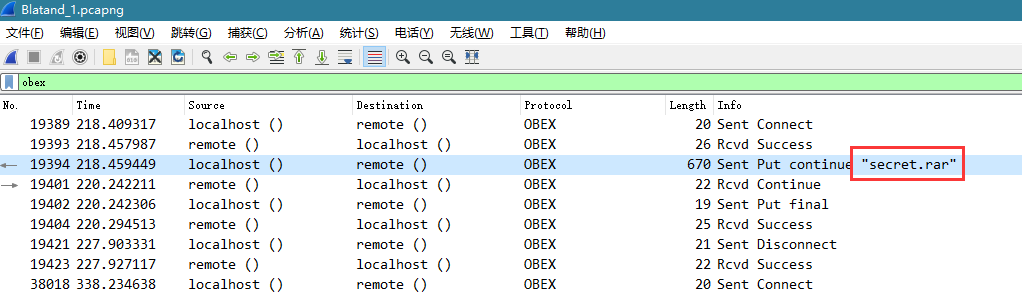 Blatand_1.pcapng
文件(F) 编辑(E) 视图(V) 跳转(G) 捕获(C) 分析(A) 统计(S) 电话(Y) 无线(W) 工具(T) 帮助(H)
obex
No. Time Source Destination Protocol Length Info
19389 218.409317 localhost () remote () OBEX 20 Sent Connect
19393 218.457987 remote () localhost () OBEX 26 Rcvd Success
19394 218.459449 localhost () remote () OBEX 670 Sent Put continue "secret.rar"
19401 220.242211 remote () localhost () OBEX 22 Rcvd Continue
19402 220.242306 localhost () remote () OBEX 19 Sent Put final
19404 220.294513 remote () localhost () OBEX 25 Rcvd Success
19421 227.903331 localhost () remote () OBEX 21 Sent Disconnect
19423 227.927117 remote () localhost () OBEX 22 Rcvd Success
38018 338.234638 localhost () remote () OBEX 20 Sent Connect